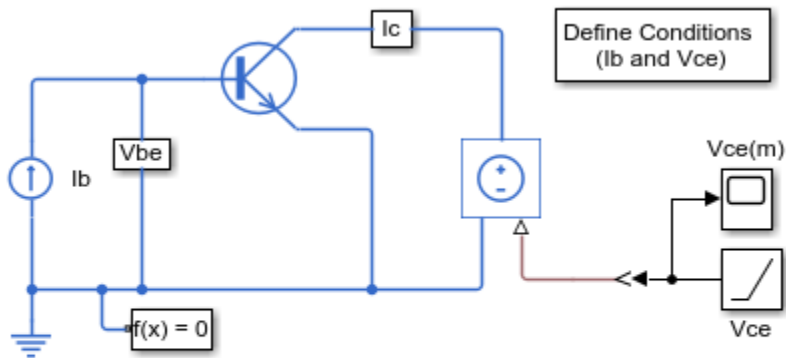 Ic
Define Conditions
(Ib and Vce)
Vbe
Ib
+
-
Vce(m)
f(x) = 0
Vce